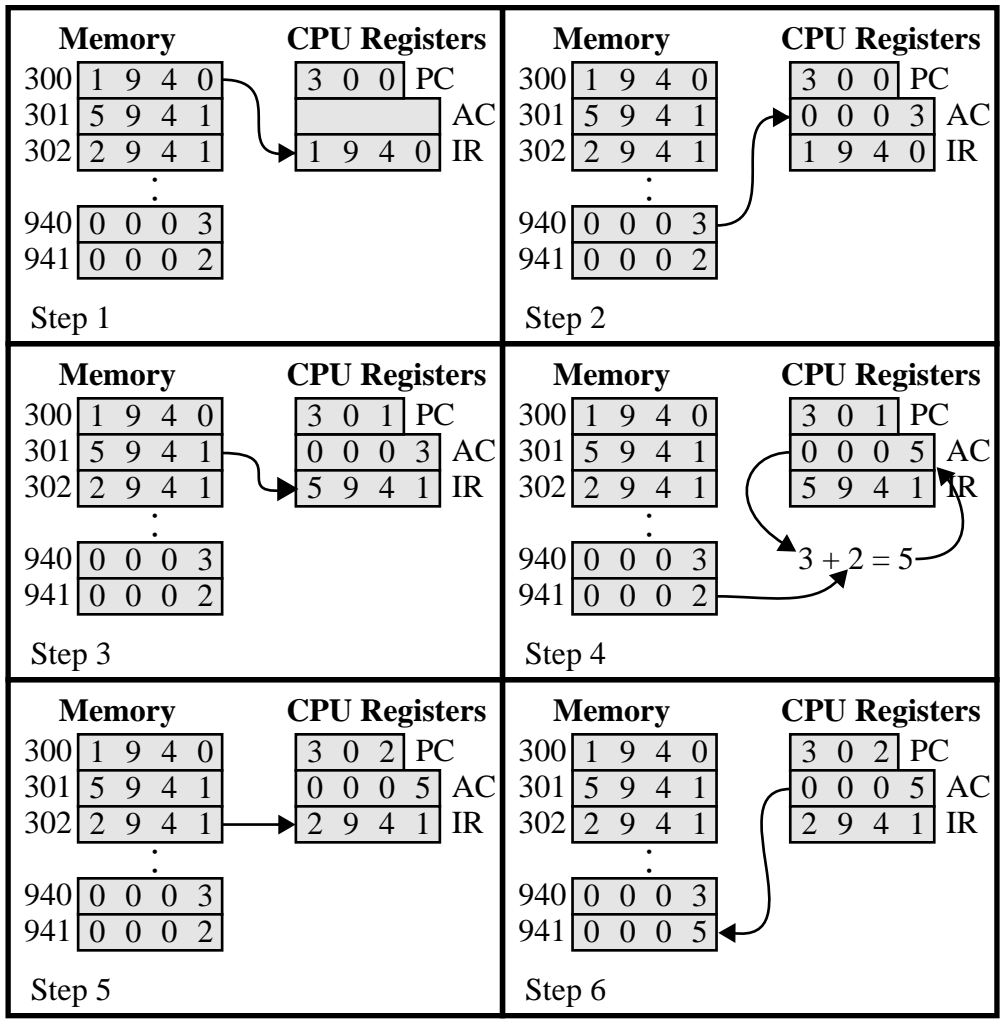 Memory CPU Registers
300 1 9 4 0 3 0 0 PC
301 5 9 4 1 AC
302 2 9 4 1 1 9 4 0 IR
940 0 0 0 3
941 0 0 0 2
Step 1
Memory CPU Registers
300 1 9 4 0 3 0 0 PC
301 5 9 4 1 0 0 0 3 AC
302 2 9 4 1 1 9 4 0 IR
940 0 0 0 3
941 0 0 0 2
Step 2
Memory CPU Registers
300 1 9 4 0 3 0 1 PC
301 5 9 4 1 0 0 0 3 AC
302 2 9 4 1 5 9 4 1 IR
940 0 0 0 3
941 0 0 0 2
Step 3
Memory CPU Registers
300 1 9 4 0 3 0 1 PC
301 5 9 4 1 0 0 0 5 AC
302 2 9 4 1 5 9 4 1 IR
940 0 0 0 3 3 + 2 = 5
941 0 0 0 2
Step 4
Memory CPU Registers
300 1 9 4 0 3 0 2 PC
301 5 9 4 1 0 0 0 5 AC
302 2 9 4 1 2 9 4 1 IR
940 0 0 0 3
941 0 0 0 2
Step 5
Memory CPU Registers
300 1 9 4 0 3 0 2 PC
301 5 9 4 1 0 0 0 5 AC
302 2 9 4 1 2 9 4 1 IR
940 0 0 0 3
941 0 0 0 5
Step 6